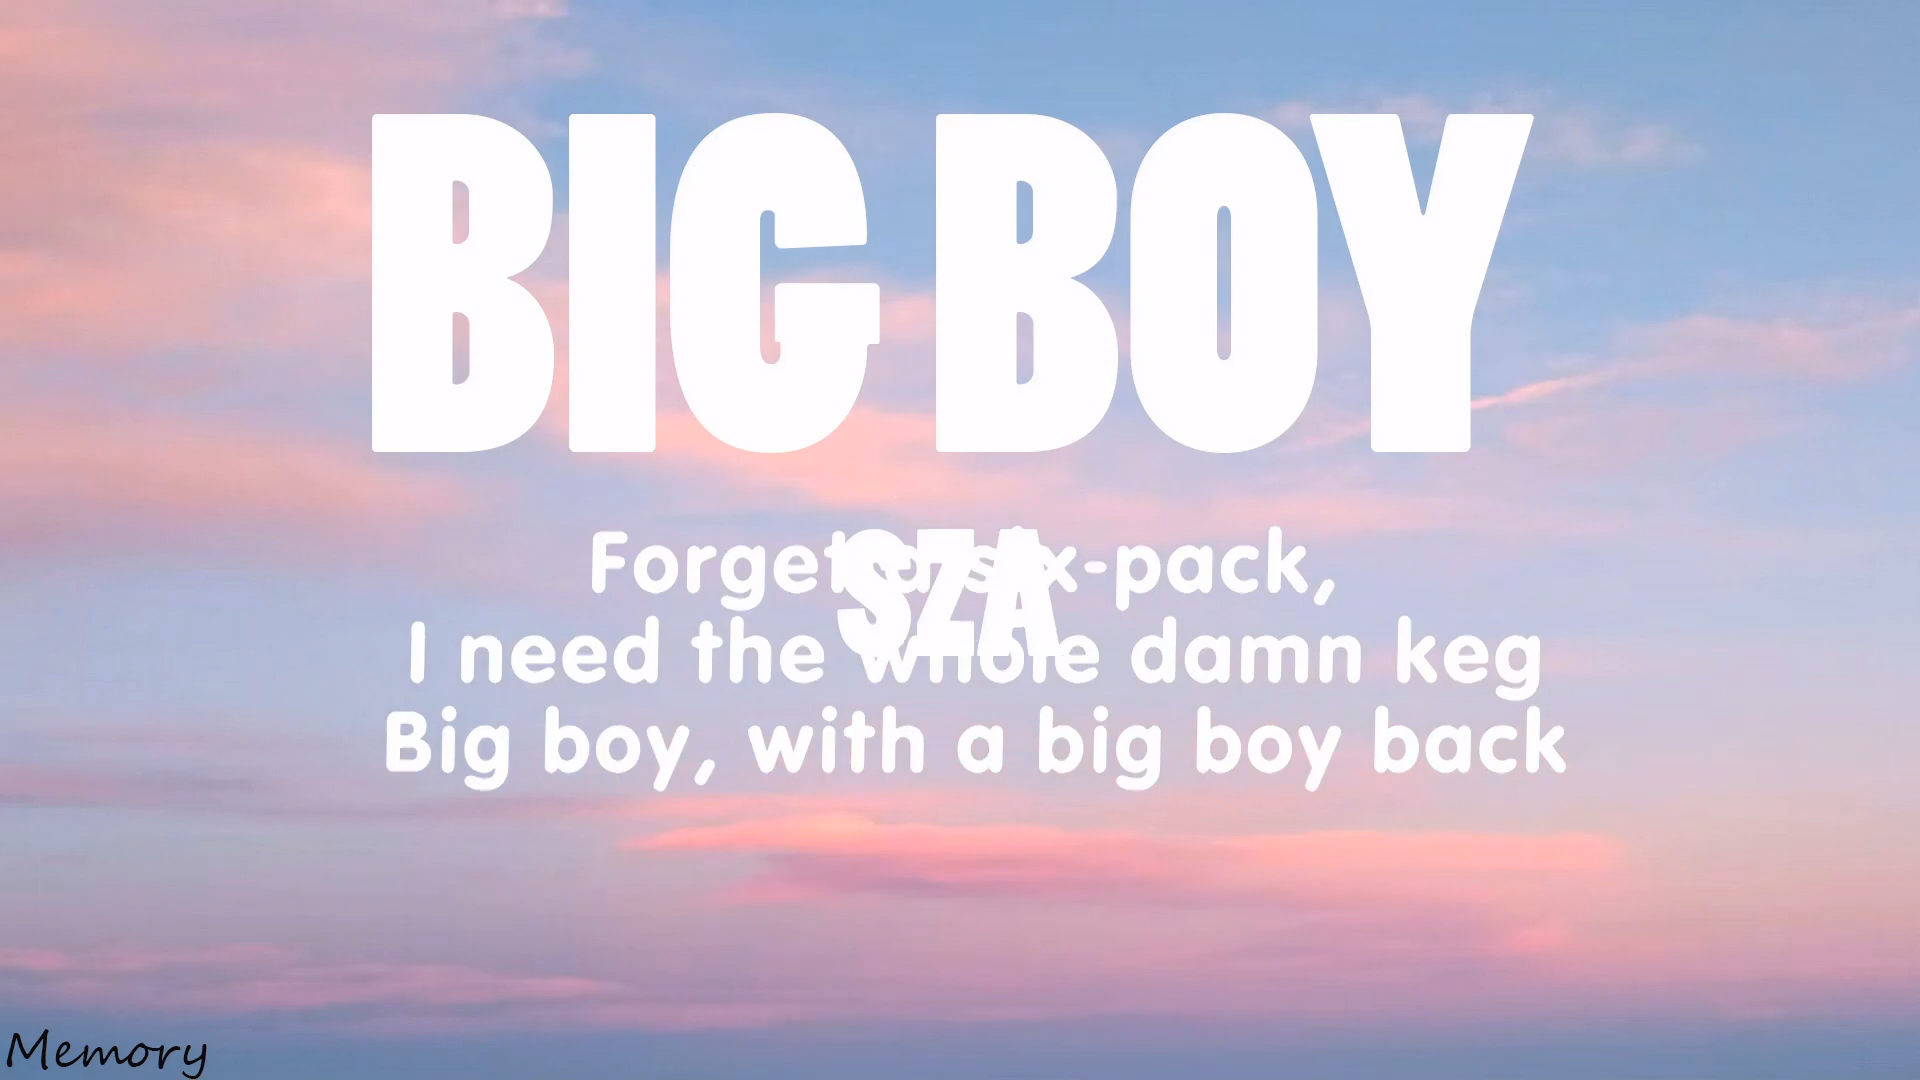 BIG BOY
SZA
Forget a six-pack,
I need the whole damn keg
Big boy, with a big boy back
Memory